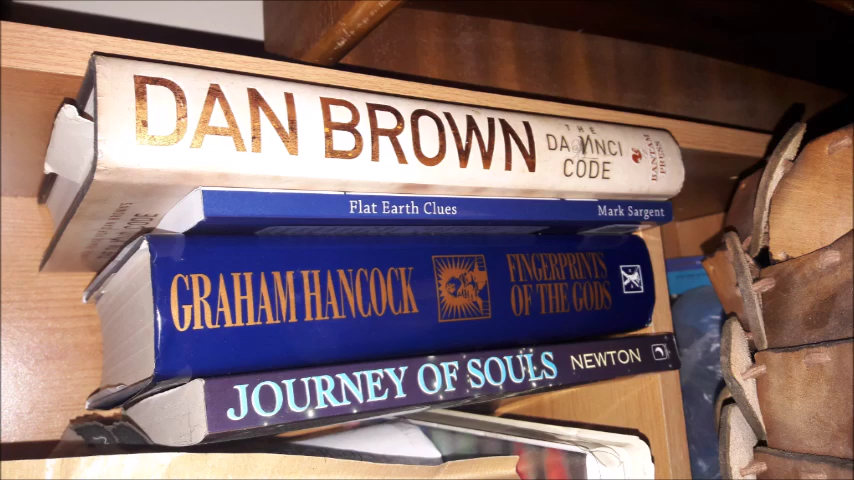 DAN BROWN
THE
DA VINCI
CODE
BANTAM
PRESS
Flat Earth Clues Mark Sargent
GRAHAM HANCOCK
FINGERPRINTS
OF THE GODS
JOURNEY OF SOULS NEWTON